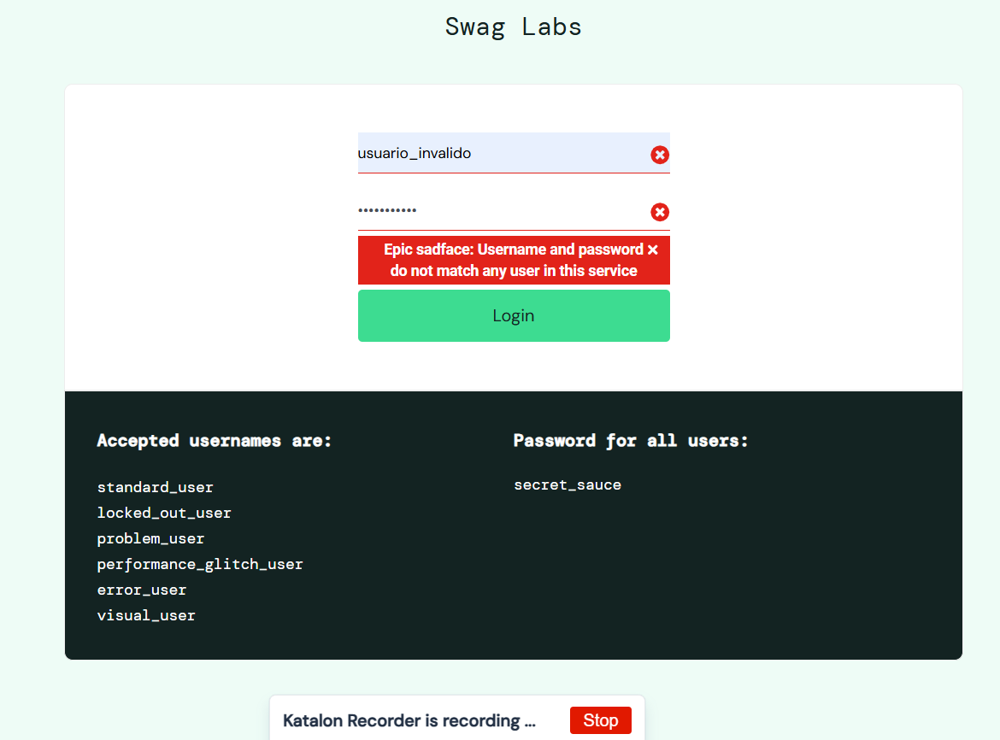 Swag Labs
usuario_invalido
•••••••••••
Epic sadface: Username and password
do not match any user in this service
Login
Accepted usernames are:
standard_user
locked_out_user
problem_user
performance_glitch_user
error_user
visual_user
Password for all users:
secret_sauce
Katalon Recorder is recording ...
Stop